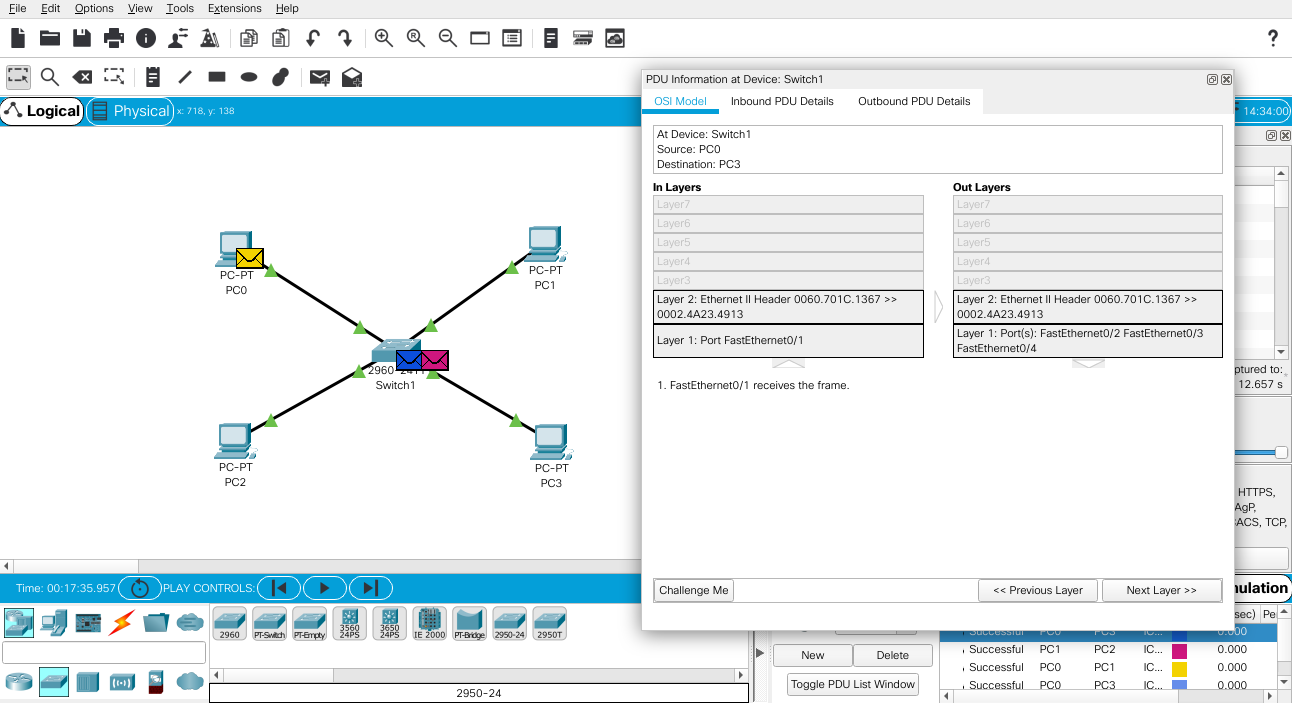 File Edit Options View Tools Extensions Help
?
Logical Physical x: 718, y: 138
14:34:00
PC-PT
PC0
PC-PT
PC1
2960-24TT
Switch1
PC-PT
PC2
PC-PT
PC3
PDU Information at Device: Switch1
OSI Model Inbound PDU Details Outbound PDU Details
At Device: Switch1
Source: PC0
Destination: PC3
In Layers Out Layers
Layer7 Layer7
Layer6 Layer6
Layer5 Layer5
Layer4 Layer4
Layer3 Layer3
Layer 2: Ethernet II Header 0060.701C.1367 >>
0002.4A23.4913
Layer 2: Ethernet II Header 0060.701C.1367 >>
0002.4A23.4913
Layer 1: Port FastEthernet0/1
Layer 1: Port(s): FastEthernet0/2 FastEthernet0/3
FastEthernet0/4
1. FastEthernet0/1 receives the frame.
Challenge Me << Previous Layer Next Layer >>
ptured to:
12.657 s
HTTPS,
AgP,
ACS, TCP,
Time: 00:17:35.957 PLAY CONTROLS:
nulation
2960 PT-Switch PT-Empty 3560 24PS 3650 24PS IE 2000 PT-Bridge 2950-24 2950T
2950-24
New Delete
Toggle PDU List Window
sec) Pe
Successful PC0 PC3 IC... 0.000
Successful PC1 PC2 IC... 0.000
Successful PC0 PC1 IC... 0.000
Successful PC0 PC3 IC... 0.000